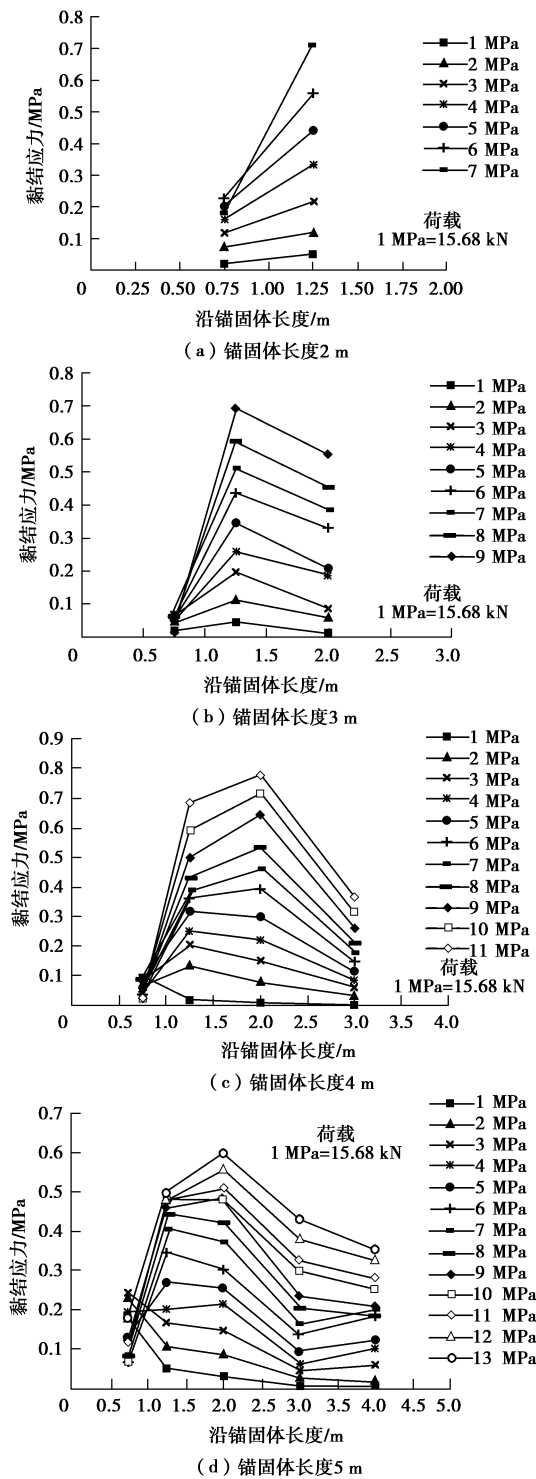 0.8
0.7
0.6
0.5
0.4
0.3
0.2
0.1
黏结应力/MPa
1 MPa
2 MPa
3 MPa
4 MPa
5 MPa
6 MPa
7 MPa
荷载
1 MPa=15.68 kN
0 0.25 0.50 0.75 1.00 1.25 1.50 1.75 2.00
沿锚固体长度/m
(a)锚固体长度2 m
0.8
0.7
0.6
0.5
0.4
0.3
0.2
0.1
黏结应力/MPa
1 MPa
2 MPa
3 MPa
4 MPa
5 MPa
6 MPa
7 MPa
8 MPa
9 MPa
荷载
1 MPa=15.68 kN
0 0.5 1.0 1.5 2.0 2.5 3.0
沿锚固体长度/m
(b)锚固体长度3 m
0.9
0.8
0.7
0.6
0.5
0.4
0.3
0.2
0.1
黏结应力/MPa
1 MPa
2 MPa
3 MPa
4 MPa
5 MPa
6 MPa
7 MPa
8 MPa
9 MPa
10 MPa
11 MPa
荷载
1 MPa=15.68 kN
0 0.5 1.0 1.5 2.0 2.5 3.0 3.5 4.0
沿锚固体长度/m
(c)锚固体长度4 m
0.7
0.6
0.5
0.4
0.3
0.2
0.1
黏结应力/MPa
荷载
1 MPa=15.68 kN
1 MPa
2 MPa
3 MPa
4 MPa
5 MPa
6 MPa
7 MPa
8 MPa
9 MPa
10 MPa
11 MPa
12 MPa
13 MPa
0 0.5 1.0 1.5 2.0 2.5 3.0 3.5 4.0 5.0
沿锚固体长度/m
(d)锚固体长度5 m